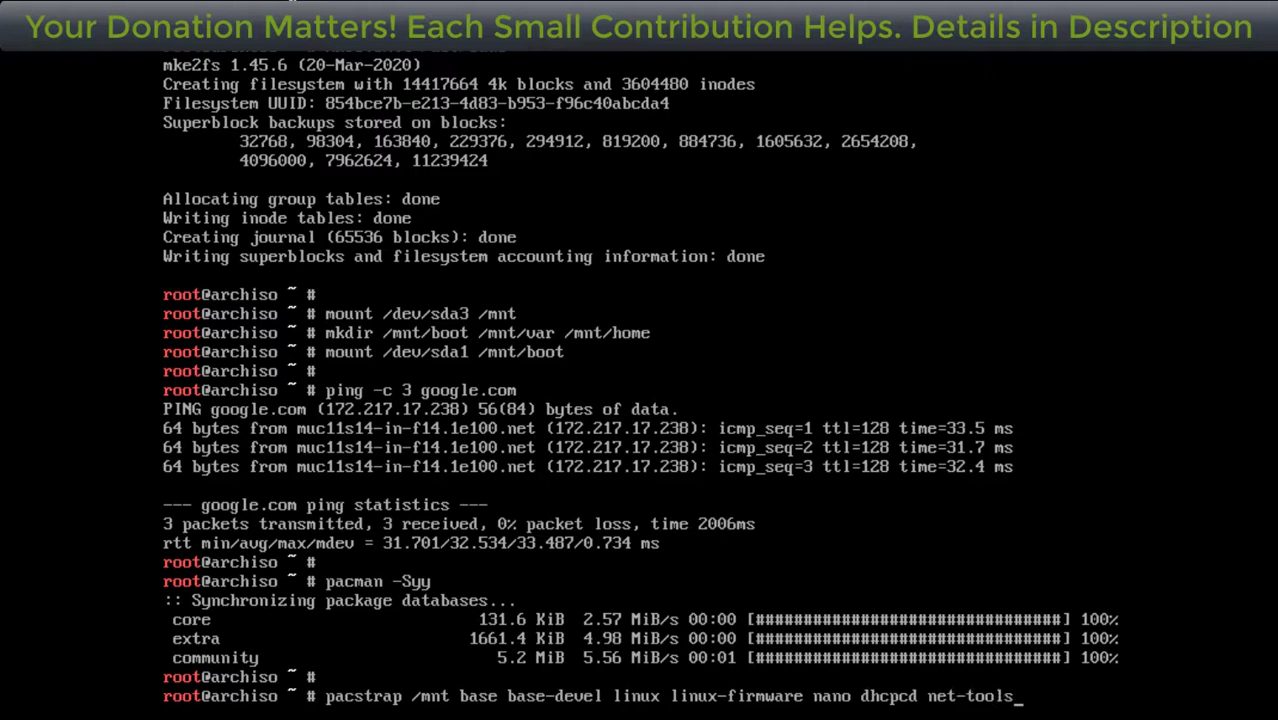 Your Donation Matters! Each Small Contribution Helps. Details in Description
mke2fs 1.45.6 (20-Mar-2020)
Creating filesystem with 14417664 4k blocks and 3604480 inodes
Filesystem UUID: 854bce7b-e213-4d83-b953-f96c40abcda4
Superblock backups stored on blocks:
        32768, 98304, 163840, 229376, 294912, 819200, 884736, 1605632, 2654208,
        4096000, 7962624, 11239424
Allocating group tables: done
Writing inode tables: done
Creating journal (65536 blocks): done
Writing superblocks and filesystem accounting information: done
root@archiso ~ #
root@archiso ~ # mount /dev/sda3 /mnt
root@archiso ~ # mkdir /mnt/boot /mnt/var /mnt/home
root@archiso ~ # mount /dev/sda1 /mnt/boot
root@archiso ~ #
root@archiso ~ # ping -c 3 google.com
PING google.com (172.217.17.238) 56(84) bytes of data.
64 bytes from muc11s14-in-f14.1e100.net (172.217.17.238): icmp_seq=1 ttl=128 time=33.5 ms
64 bytes from muc11s14-in-f14.1e100.net (172.217.17.238): icmp_seq=2 ttl=128 time=31.7 ms
64 bytes from muc11s14-in-f14.1e100.net (172.217.17.238): icmp_seq=3 ttl=128 time=32.4 ms
--- google.com ping statistics ---
3 packets transmitted, 3 received, 0% packet loss, time 2006ms
rtt min/avg/max/mdev = 31.701/32.534/33.487/0.734 ms
root@archiso ~ #
root@archiso ~ # pacman -Syy
:: Synchronizing package databases...
 core 131.6 KiB 2.57 MiB/s 00:00 [################################] 100%
 extra 1661.4 KiB 4.98 MiB/s 00:00 [################################] 100%
 community 5.2 MiB 5.56 MiB/s 00:01 [################################] 100%
root@archiso ~ #
root@archiso ~ # pacstrap /mnt base base-devel linux linux-firmware nano dhcpcd net-tools_